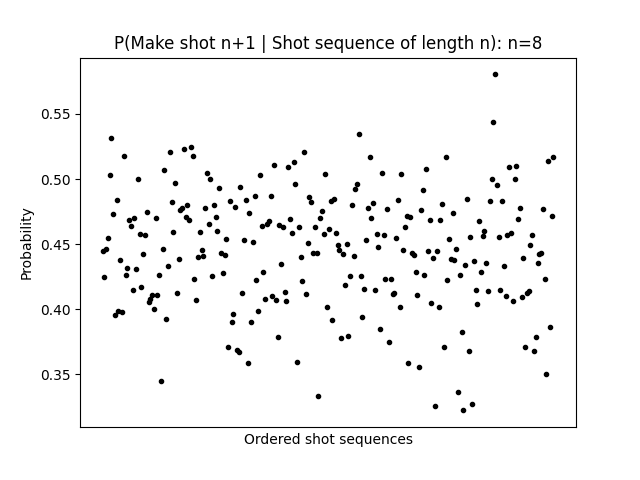 P(Make shot n+1 | Shot sequence of length n): n=8
Probability
0.55
0.50
0.45
0.40
0.35
Ordered shot sequences